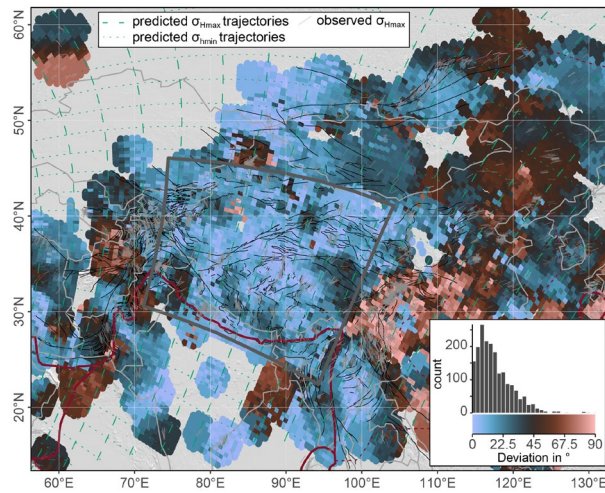 predicted σHmax trajectories
observed σHmax
predicted σhmin trajectories
60°N
50°N
40°N
30°N
20°N
60°E 70°E 80°E 90°E 100°E 110°E 120°E 130°E
count
200
100
0
0 22.5 45 67.5 90
Deviation in °